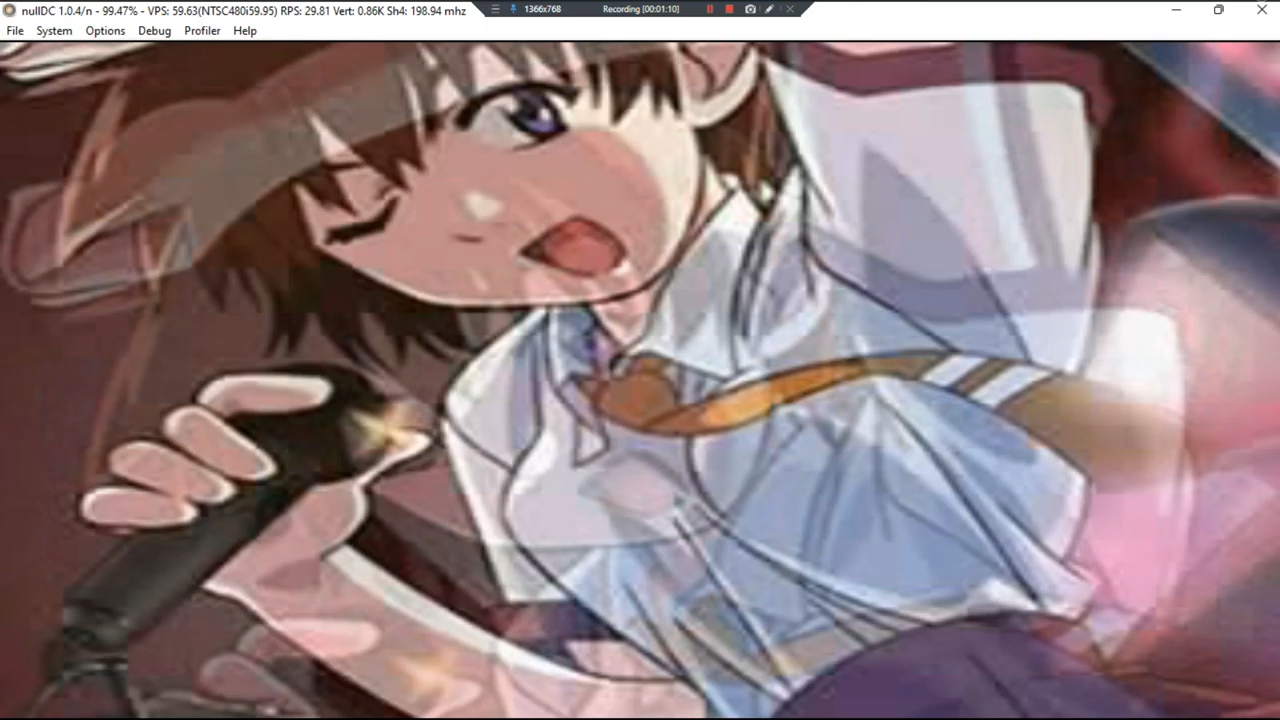 nullDC 1.0.4/n - 99.47% - VPS: 59.63(NTSC480i59.95) RPS: 29.81 Vert: 0.86K Sh4: 198.94 mhz
1366x768
Recording [00:01:10]
File System Options Debug Profiler Help